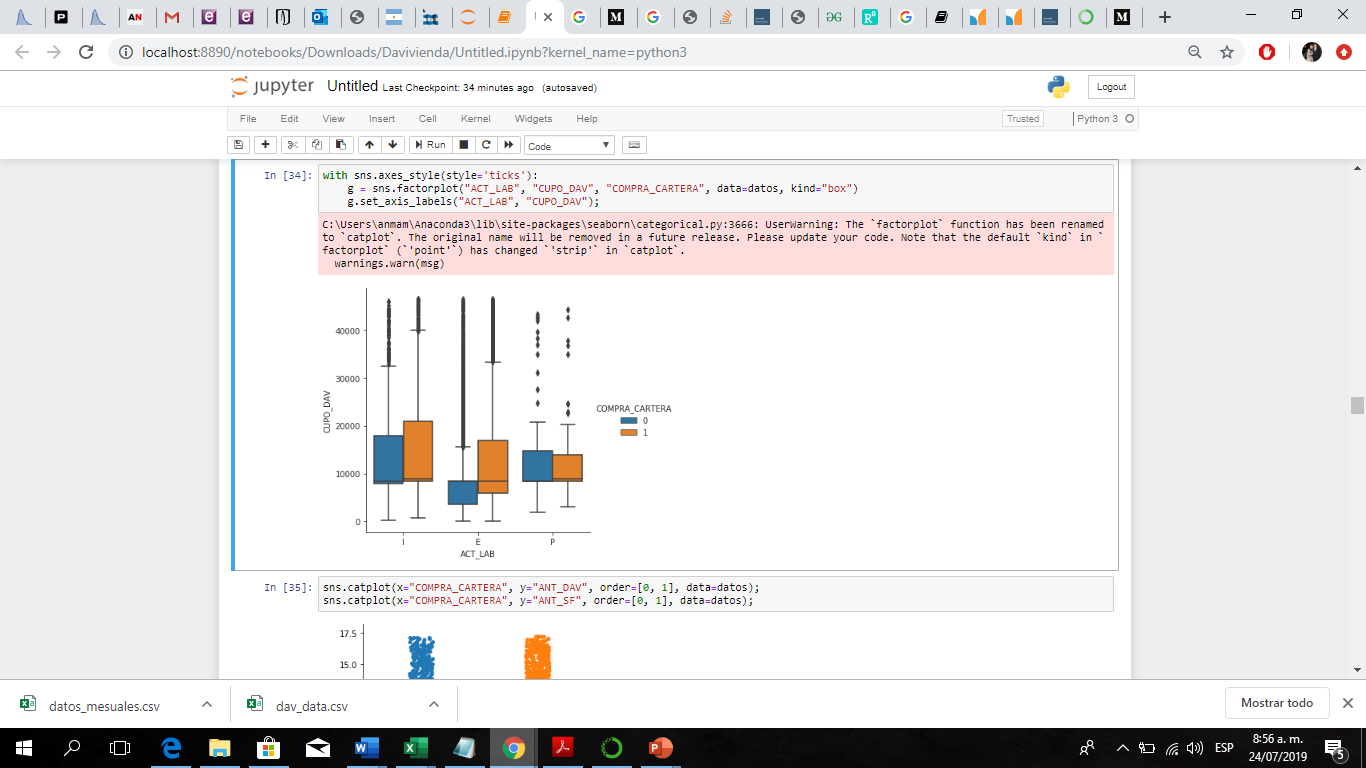 localhost:8890/notebooks/Downloads/Davivienda/Untitled.ipynb?kernel_name=python3
jupyter Untitled Last Checkpoint: 34 minutes ago (autosaved)
Logout
File Edit View Insert Cell Kernel Widgets Help
Trusted Python 3
Run Code
In [34]: with sns.axes_style(style='ticks'):
g = sns.factorplot("ACT_LAB", "CUPO_DAV", "COMPRA_CARTERA", data=datos, kind="box")
g.set_axis_labels("ACT_LAB", "CUPO_DAV");
C:\Users\anmam\Anaconda3\lib\site-packages\seaborn\categorical.py:3666: UserWarning: The `factorplot` function has been renamed
to `catplot`. The original name will be removed in a future release. Please update your code. Note that the default `kind` in `
factorplot` (`'point'`) has changed `'strip'` in `catplot`.
warnings.warn(msg)
40000
30000
20000
10000
0
CUPO_DAV
I E P
ACT_LAB
COMPRA_CARTERA
0
1
In [35]: sns.catplot(x="COMPRA_CARTERA", y="ANT_DAV", order=[0, 1], data=datos);
sns.catplot(x="COMPRA_CARTERA", y="ANT_SF", order=[0, 1], data=datos);
17.5
15.0
datos_mesuales.csv
dav_data.csv
Mostrar todo
ESP
8:56 a. m.
24/07/2019
5